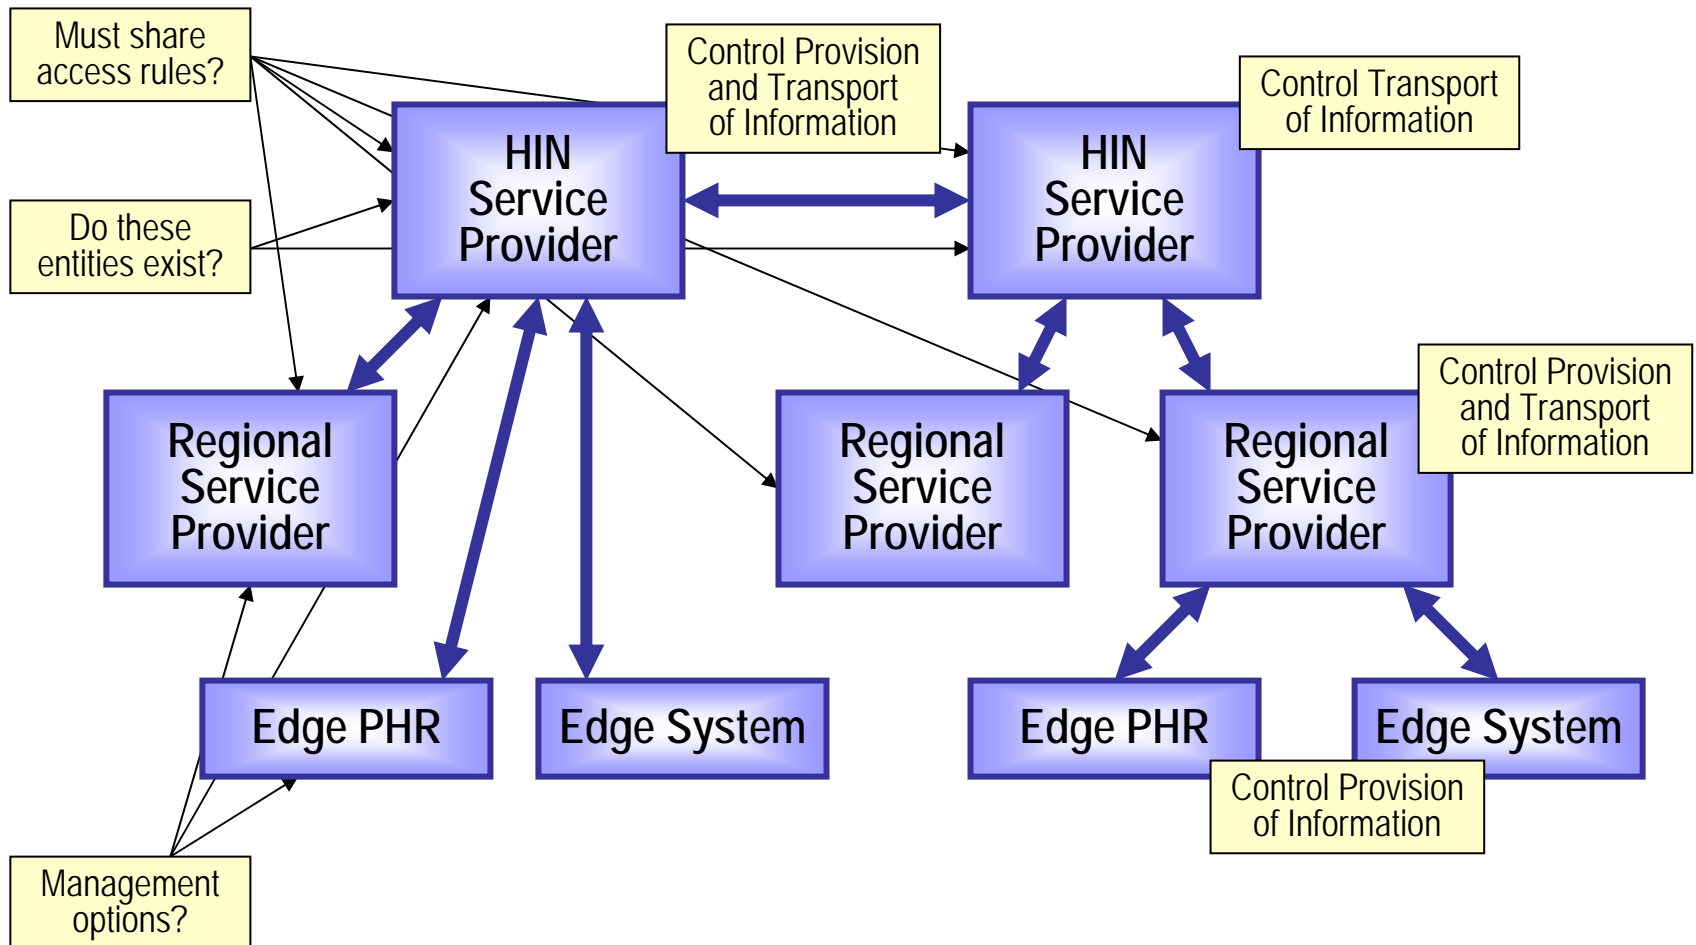 Must share
access rules?
Control Provision
and Transport
of Information
Control Transport
of Information
HIN
Service
Provider
HIN
Service
Provider
Do these
entities exist?
Control Provision
and Transport
of Information
Regional
Service
Provider
Regional
Service
Provider
Regional
Service
Provider
Edge PHR
Edge System
Edge PHR
Edge System
Control Provision
of Information
Management
options?